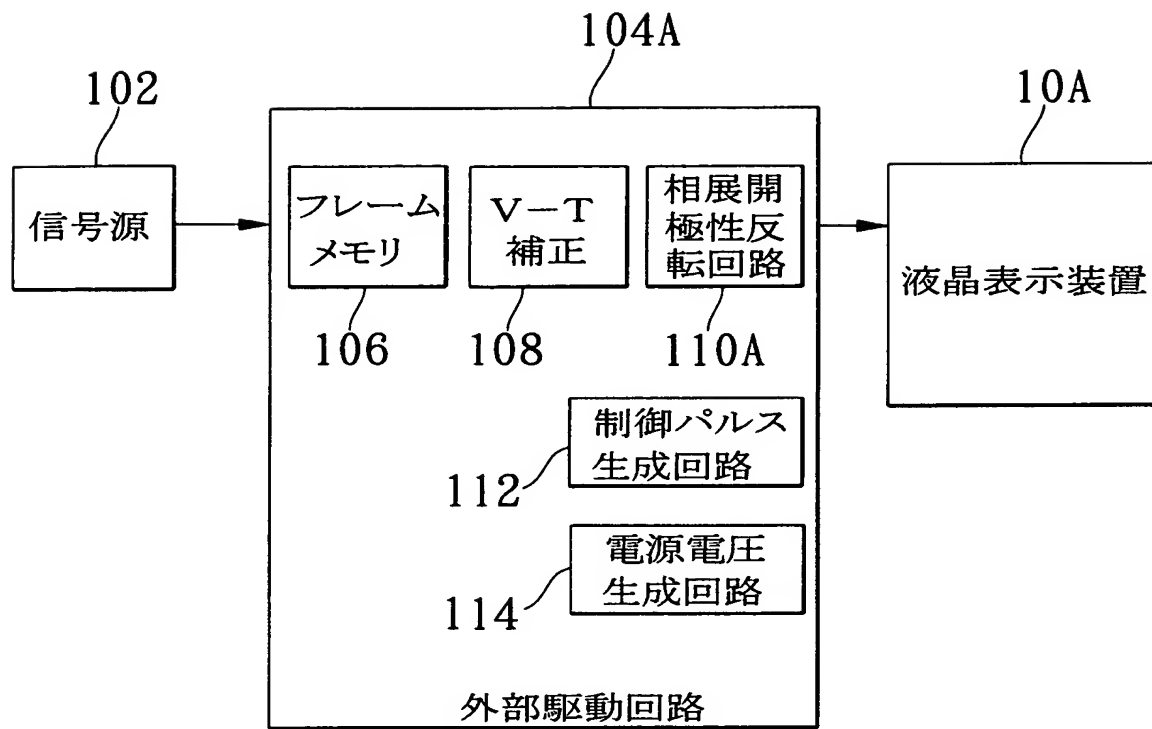 104A
102
10A
信号源
フレーム
メモリ
V－T
補正
相展開
極性反
転回路
液晶表示装置
106
108
110A
制御パルス
生成回路
112
電源電圧
生成回路
114
外部駆動回路